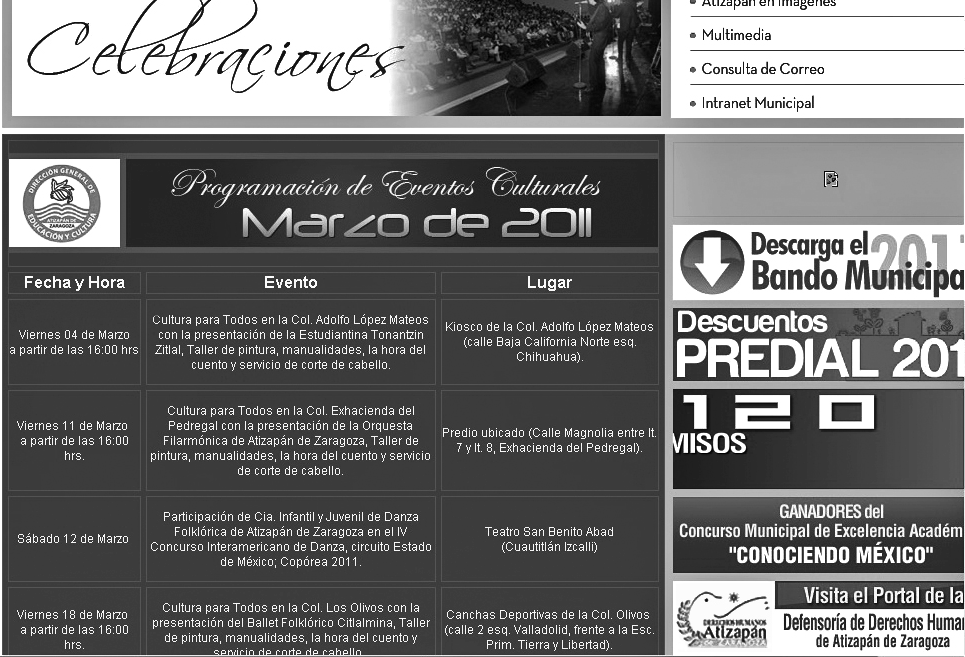 Celebraciones
Atizapán en Imágenes
Multimedia
Consulta de Correo
Intranet Municipal
DIRECCIÓN GENERAL DE
EDUCACIÓN Y CULTURA
ATIZAPÁN DE
ZARAGOZA
Programación de Eventos Culturales
Marzo de 2011
Fecha y Hora
Evento
Lugar
Viernes 04 de Marzo
a partir de las 16:00 hrs
Cultura para Todos en la Col. Adolfo López Mateos
con la presentación de la Estudiantina Tonantzin
Zitlal, Taller de pintura, manualidades, la hora del
cuento y servicio de corte de cabello.
Kiosco de la Col. Adolfo López Mateos
(calle Baja California Norte esq.
Chihuahua).
Viernes 11 de Marzo
a partir de las 16:00
hrs.
Cultura para Todos en la Col. Exhacienda del
Pedregal con la presentación de la Orquesta
Filarmónica de Atizapán de Zaragoza, Taller de
pintura, manualidades, la hora del cuento y servicio
de corte de cabello.
Predio ubicado (Calle Magnolia entre lt.
7 y lt. 8, Exhacienda del Pedregal).
Sábado 12 de Marzo
Participación de Cia. Infantil y Juvenil de Danza
Folklórica de Atizapán de Zaragoza en el IV
Concurso Interamericano de Danza, circuito Estado
de México; Copórea 2011.
Teatro San Benito Abad
(Cuautitlán Izcalli)
Viernes 18 de Marzo
a partir de las 16:00
hrs.
Cultura para Todos en la Col. Los Olivos con la
presentación del Ballet Folklórico Citlalmina, Taller
de pintura, manualidades, la hora del cuento y
servicio de corte de cabello
Canchas Deportivas de la Col. Olivos
(calle 2 esq. Valladolid, frente a la Esc.
Prim. Tierra y Libertad).
Descarga el 2011
Bando Municipa
Descuentos
PREDIAL 201
120
MISOS
GANADORES del
Concurso Municipal de Excelencia Académ
"CONOCIENDO MÉXICO"
DERECHOS HUMANOS
Atizapán
DE ZARAGOZA
Visita el Portal de la
Defensoría de Derechos Human
de Atizapán de Zaragoza